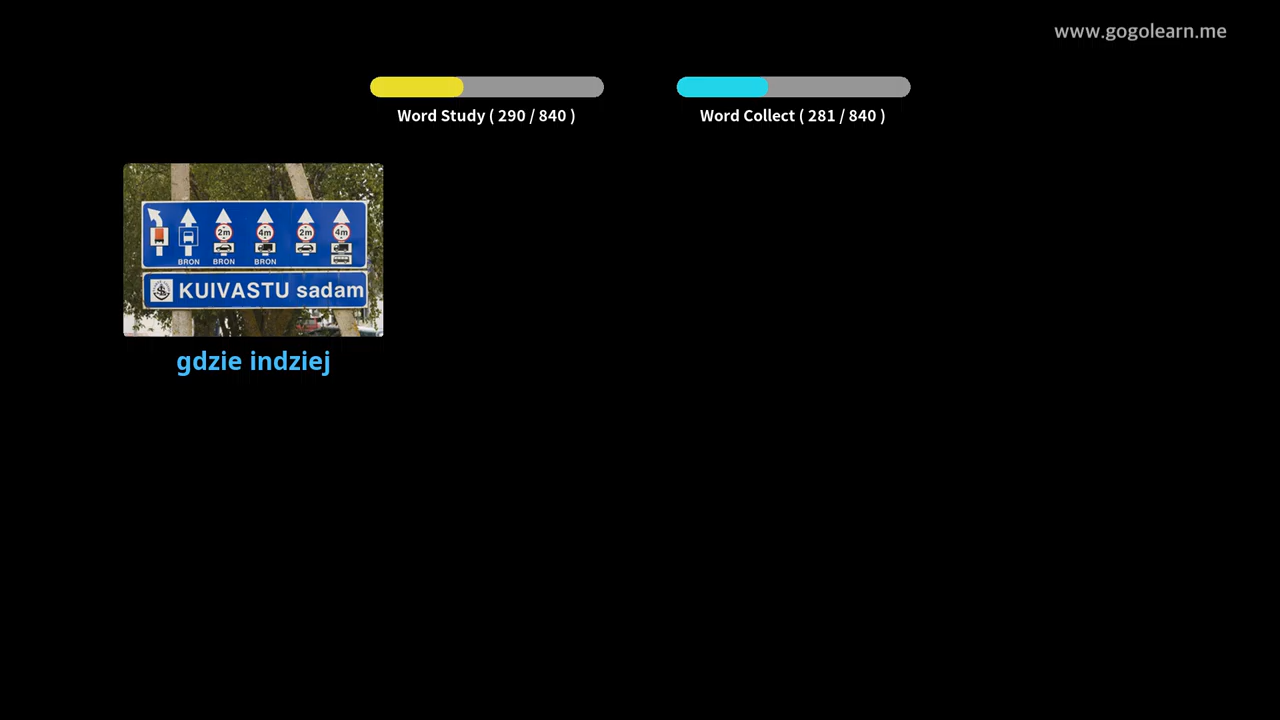 www.gogolearn.me
Word Study ( 290 / 840 )
Word Collect ( 281 / 840 )
2m 4m 2m 4m
BRON BRON BRON
KUIVASTU sadam
gdzie indziej